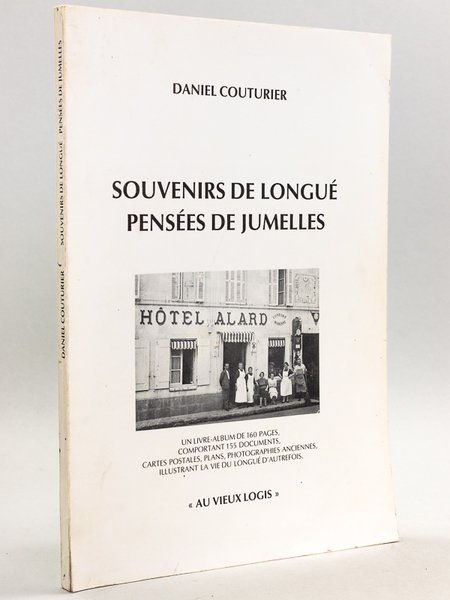 DANIEL COUTURIER
SOUVENIRS DE LONGUÉ
PENSÉES DE JUMELLES
HÔTEL ALARD
UN LIVRE-ALBUM DE 160 PAGES,
COMPORTANT 155 DOCUMENTS,
CARTES POSTALES, PLANS, PHOTOGRAPHIES ANCIENNES,
ILLUSTRANT LA VIE DU LONGUÉ D'AUTREFOIS.
« AU VIEUX LOGIS »
DANIEL COUTURIER / SOUVENIRS DE LONGUÉ PENSÉES DE JUMELLES